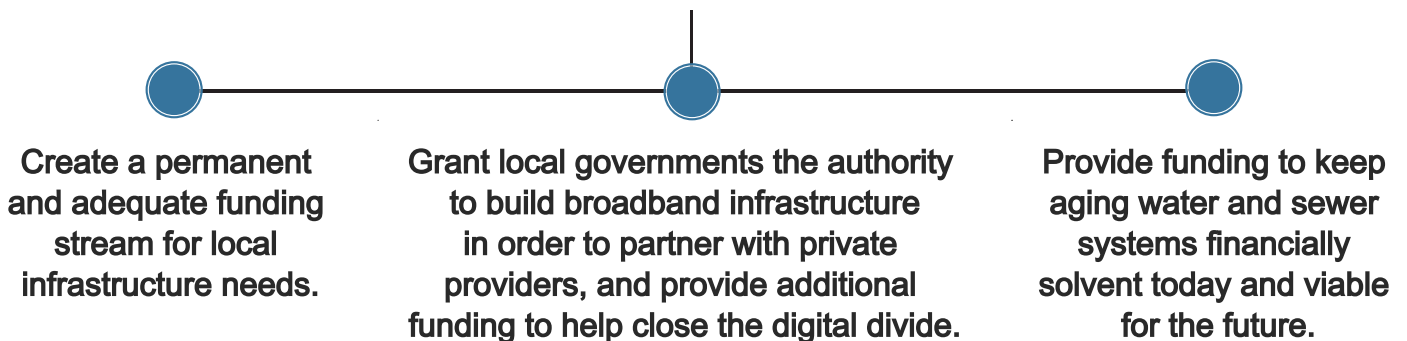 Create a permanent
and adequate funding
stream for local
infrastructure needs.
Grant local governments the authority
to build broadband infrastructure
in order to partner with private
providers, and provide additional
funding to help close the digital divide.
Provide funding to keep
aging water and sewer
systems financially
solvent today and viable
for the future.